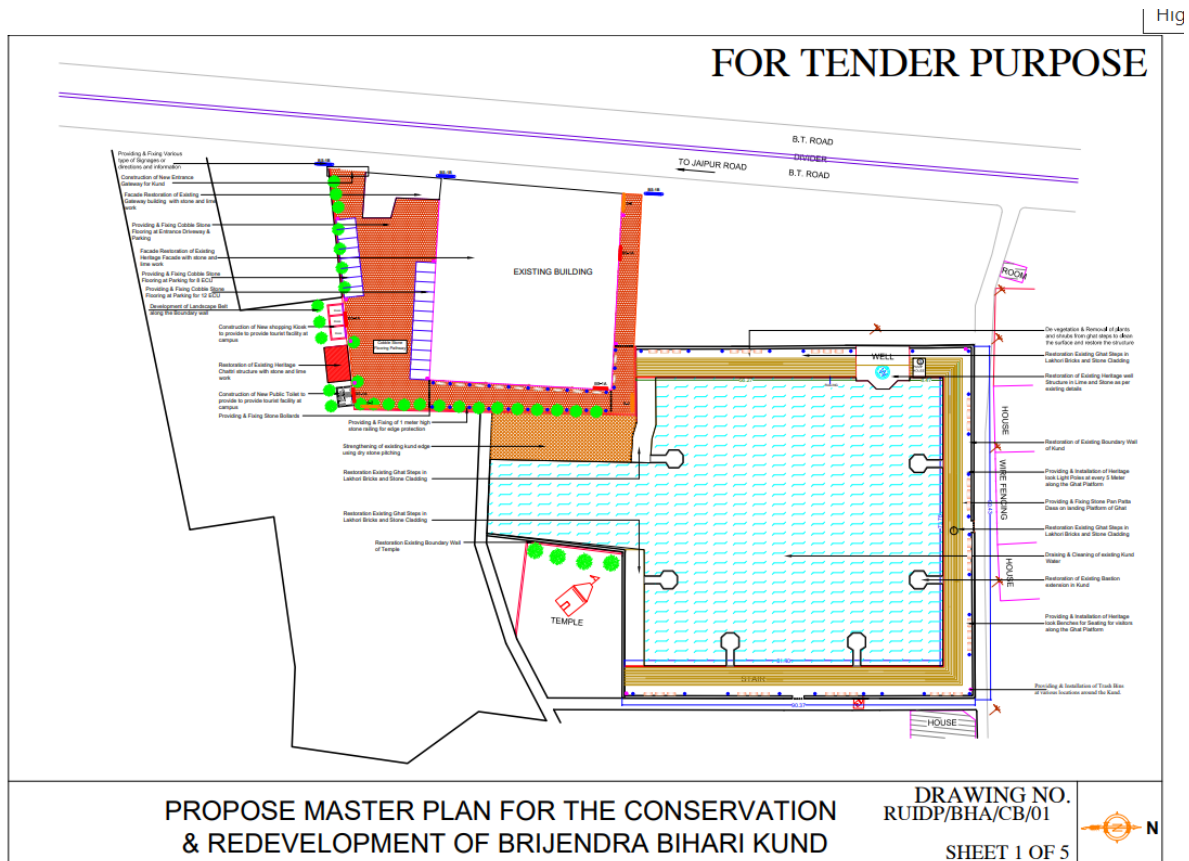 Hig
FOR TENDER PURPOSE
B.T. ROAD
DIVIDER
B.T. ROAD
TO JAIPUR ROAD
Providing & Fixing Various
type of Signages or
directions and information
Construction of New Entrance
Gateway for Kund
Facade Restoration of Existing
Gateway building with stone and lime
work
Providing & Fixing Cobble Stone
Flooring at Entrance Driveway &
Parking
Facade Restoration of Existing
Heritage Facade with stone and
lime work
Providing & Fixing Cobble Stone
Flooring at Parking for 8 ECU
Providing & Fixing Cobble Stone
Flooring at Parking for 12 ECU
Development of Landscape Belt
along the Boundary wall
Construction of New shopping Kiosk
to provide to provide tourist facility at
campus
Restoration of Existing Heritage
Chattri structure with stone and lime
work
Construction of New Public Toilet to
provide to provide tourist facility at
campus
Providing & Fixing Stone Bollards
Providing & Fixing of 1 meter high
stone railing for edge protection
Strengthening of existing kund edge
using dry stone pitching
Restoration Existing Ghat Steps in
Lakhori Bricks and Stone Cladding
Restoration Existing Ghat Steps in
Lakhori Bricks and Stone Cladding
Restoration Existing Boundary Wall
of Temple
EXISTING BUILDING
Cobble Stone
Flooring Pathway
WELL
TEMPLE
STAIR
60.37
ROOM
HOUSE
WIRE FENCING
HOUSE
HOUSE
De vegetation & Removal of plants
and shrubs from ghat steps to clean
the surface and restore the structure
Restoration Existing Ghat Steps in
Lakhori Bricks and Stone Cladding
Restoration of Existing Heritage well
Structure in Lime and Stone as per
existing details
Restoration of Existing Boundary Wall
of Kund
Providing & Installation of Heritage
look Light Poles at every 5 Meter
along the Ghat Platform
Providing & Fixing Stone Pan Patta
Dasa on landing Platform of Ghat
Restoration Existing Ghat Steps in
Lakhori Bricks and Stone Cladding
Draising & Cleaning of existing Kund
Water
Restoration of Existing Bastion
extension in Kund
Providing & Installation of Heritage
look Benches for Seating for visitors
along the Ghat Platform
Providing & Installation of Trash Bins
at various locations around the Kund.
PROPOSE MASTER PLAN FOR THE CONSERVATION
& REDEVELOPMENT OF BRIJENDRA BIHARI KUND
DRAWING NO.
RUIDP/BHA/CB/01
SHEET 1 OF 5
N